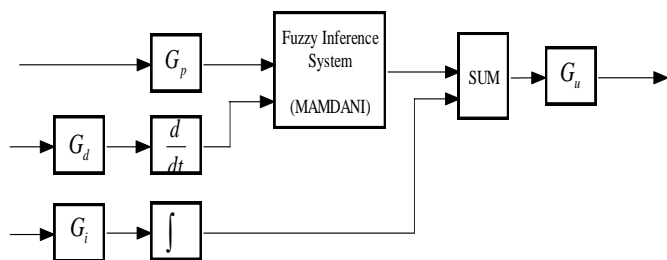 G_p
Fuzzy Inference
System
(MAMDANI)
SUM
G_u
G_d
d
dt
G_i
∫